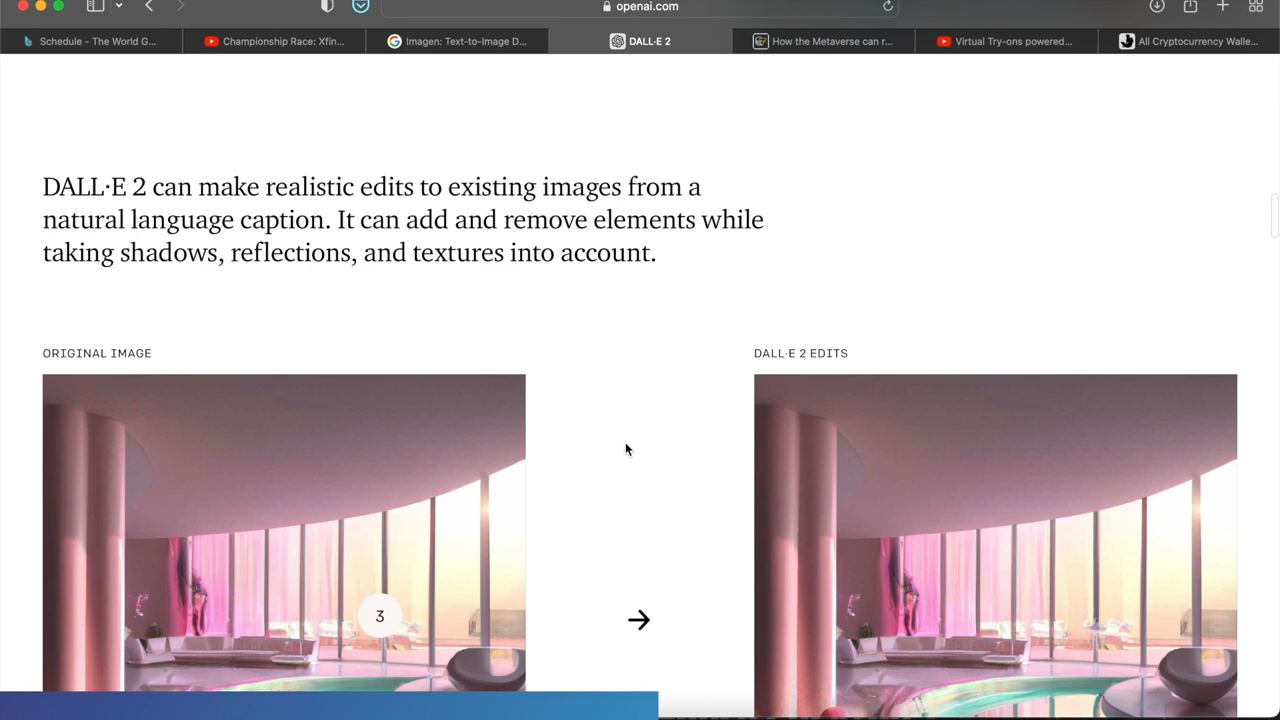 openai.com
Schedule - The World G...
Championship Race: Xfin...
Imagen: Text-to-Image D...
DALL·E 2
How the Metaverse can r...
Virtual Try-ons powered...
All Cryptocurrency Walle...
DALL·E 2 can make realistic edits to existing images from a
natural language caption. It can add and remove elements while
taking shadows, reflections, and textures into account.
ORIGINAL IMAGE
DALL·E 2 EDITS
3